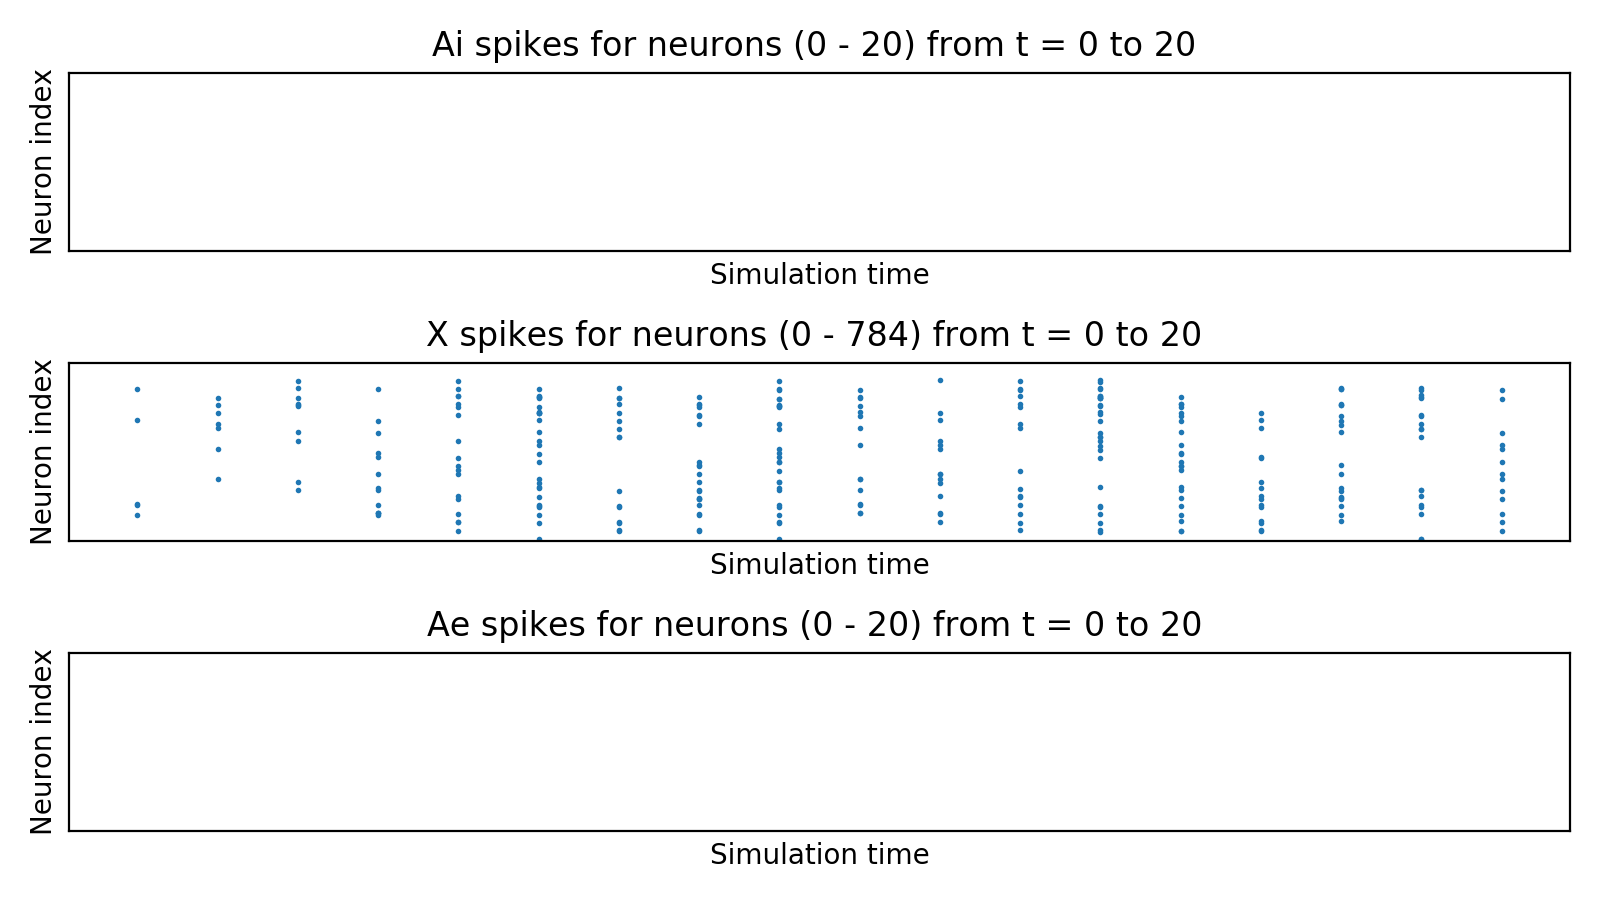 Ai spikes for neurons (0 - 20) from t = 0 to 20
Neuron index
Simulation time
X spikes for neurons (0 - 784) from t = 0 to 20
Neuron index
Simulation time
Ae spikes for neurons (0 - 20) from t = 0 to 20
Neuron index
Simulation time